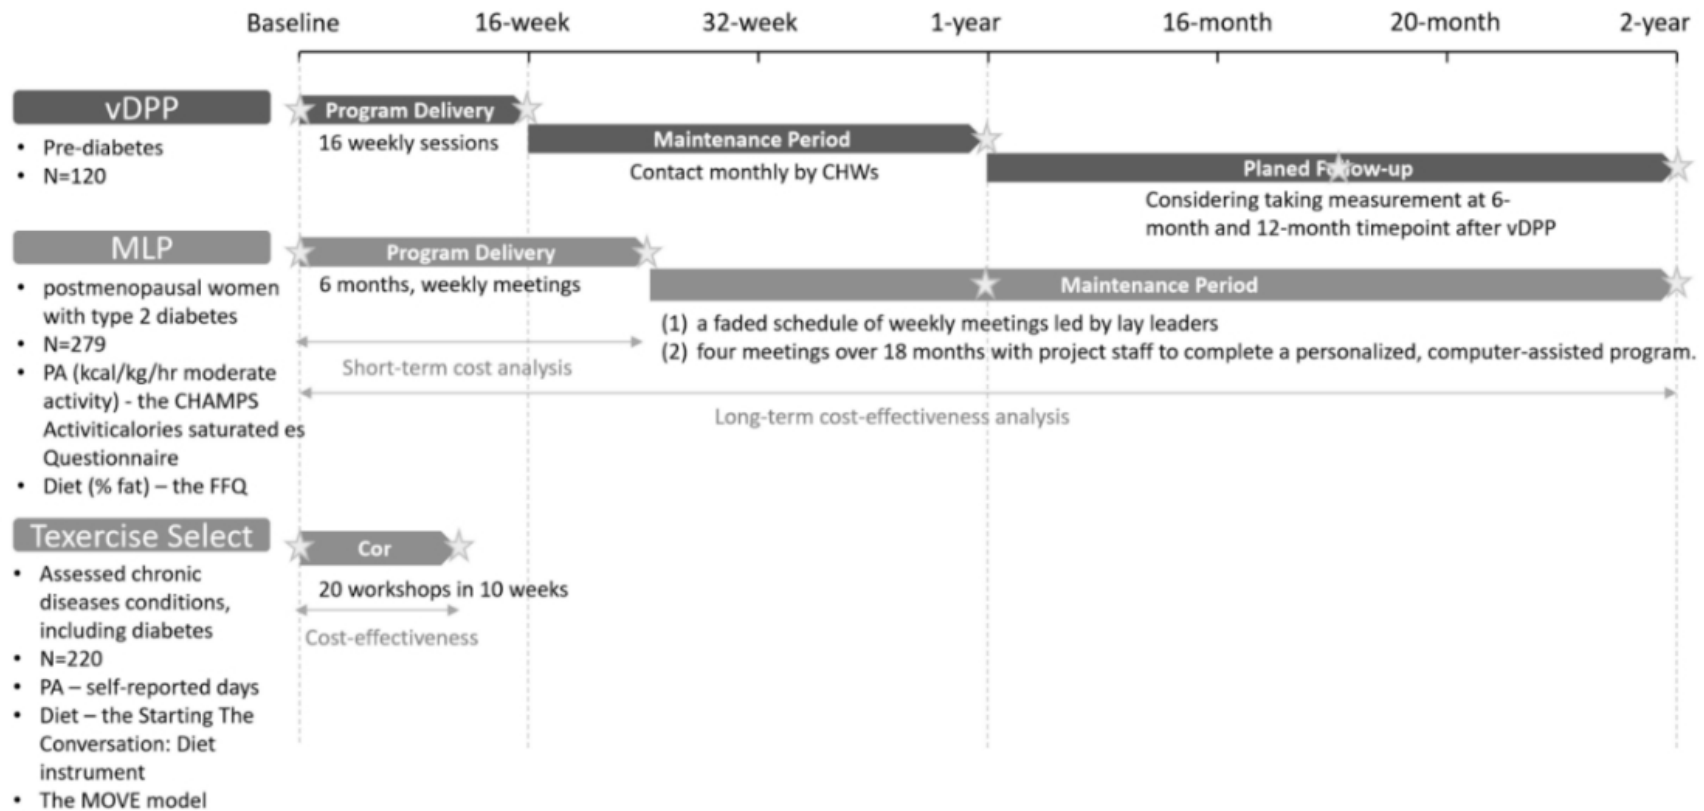 Baseline 16-week 32-week 1-year 16-month 20-month 2-year
vDPP
• Pre-diabetes
• N=120
Program Delivery
16 weekly sessions
Maintenance Period
Contact monthly by CHWs
Planed Follow-up
Considering taking measurement at 6-
month and 12-month timepoint after vDPP
MLP
• postmenopausal women
with type 2 diabetes
• N=279
• PA (kcal/kg/hr moderate
activity) - the CHAMPS
Activiticalories saturated es
Questionnaire
• Diet (% fat) – the FFQ
Program Delivery
6 months, weekly meetings
Maintenance Period
(1) a faded schedule of weekly meetings led by lay leaders
(2) four meetings over 18 months with project staff to complete a personalized, computer-assisted program.
Short-term cost analysis
Long-term cost-effectiveness analysis
Texercise Select
• Assessed chronic
diseases conditions,
including diabetes
• N=220
• PA – self-reported days
• Diet – the Starting The
Conversation: Diet
instrument
• The MOVE model
Cor
20 workshops in 10 weeks
Cost-effectiveness